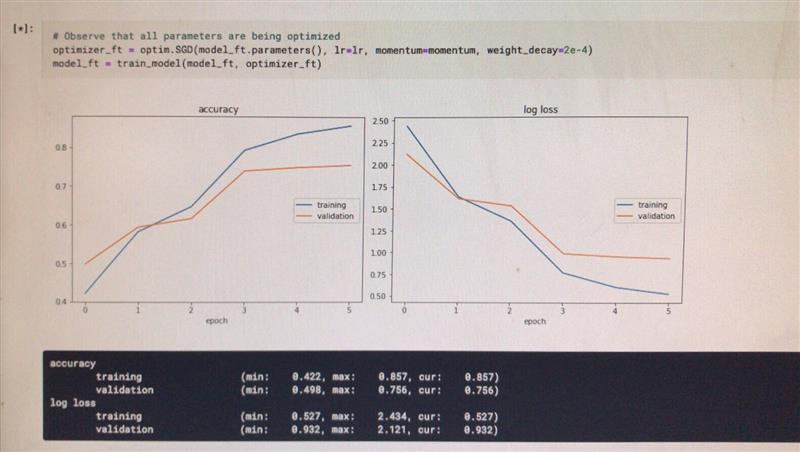 [*]:
# Observe that all parameters are being optimized
optimizer_ft = optim.SGD(model_ft.parameters(), lr=lr, momentum=momentum, weight_decay=2e-4)
model_ft = train_model(model_ft, optimizer_ft)
accuracy
0.8
0.7
0.6
0.5
0.4
0 1 2 3 4 5
epoch
training
validation
log loss
2.50
2.25
2.00
1.75
1.50
1.25
1.00
0.75
0.50
0 1 2 3 4 5
epoch
training
validation
accuracy
training (min: 0.422, max: 0.857, cur: 0.857)
validation (min: 0.498, max: 0.756, cur: 0.756)
log loss
training (min: 0.527, max: 2.434, cur: 0.527)
validation (min: 0.932, max: 2.121, cur: 0.932)